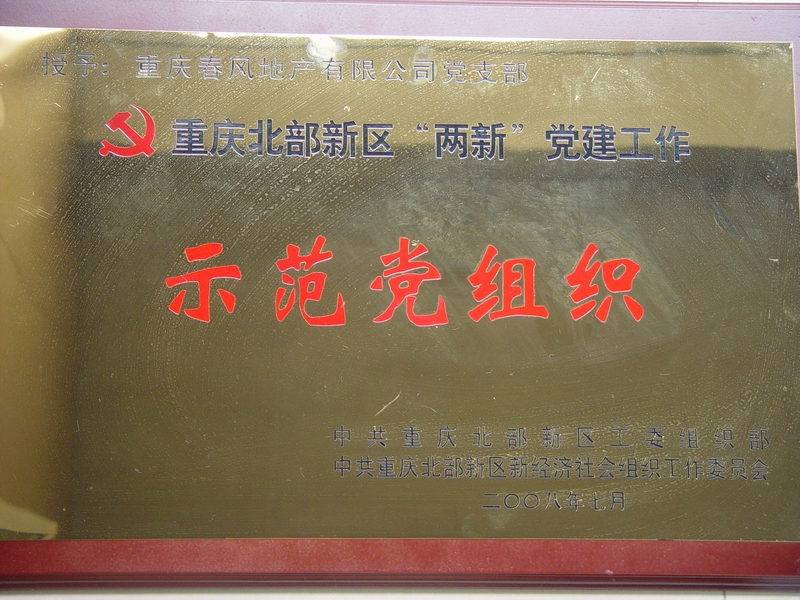 授予：重庆春风地产有限公司党支部
重庆北部新区“两新”党建工作
示范党组织
中共重庆北部新区工委组织部
中共重庆北部新区新经济社会组织工作委员会
二〇〇八年七月